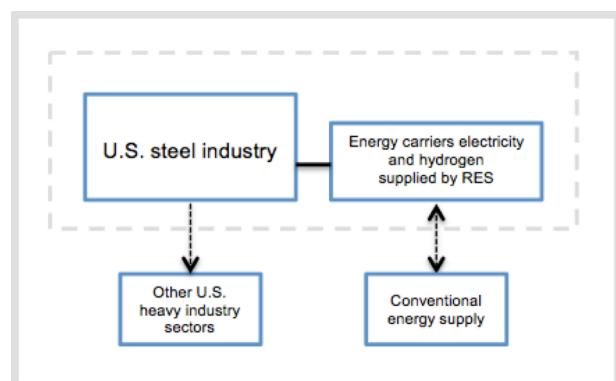 U.S. steel industry
Energy carriers electricity
and hydrogen
supplied by RES
Other U.S.
heavy industry
sectors
Conventional
energy supply